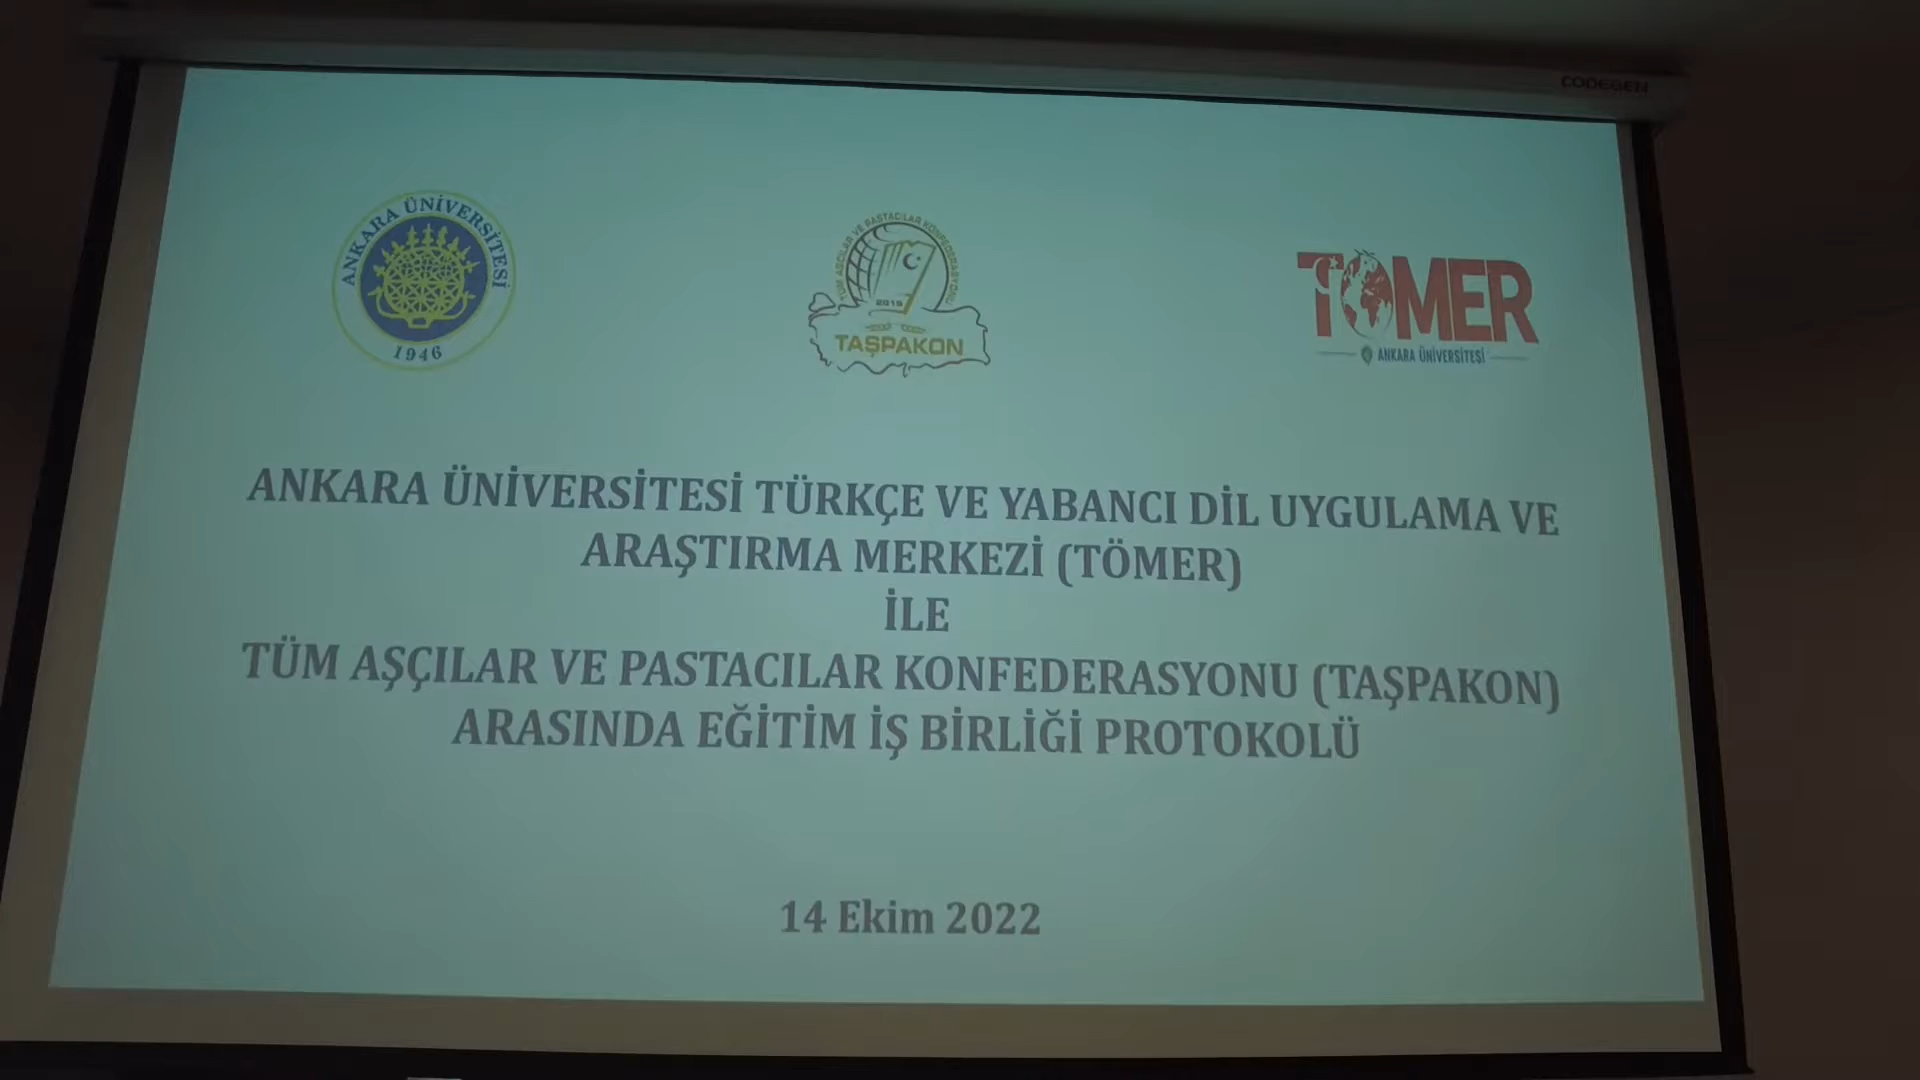 CODEGEN
ANKARA ÜNİVERSİTESİ
1946
TÜM AŞÇILAR VE PASTACILAR KONFEDERASYONU
2019
TAŞPAKON
TÖMER
ANKARA ÜNİVERSİTESİ
ANKARA ÜNİVERSİTESİ TÜRKÇE VE YABANCI DİL UYGULAMA VE
ARAŞTIRMA MERKEZİ (TÖMER)
İLE
TÜM AŞÇILAR VE PASTACILAR KONFEDERASYONU (TAŞPAKON)
ARASINDA EĞİTİM İŞ BİRLİĞİ PROTOKOLÜ
14 Ekim 2022